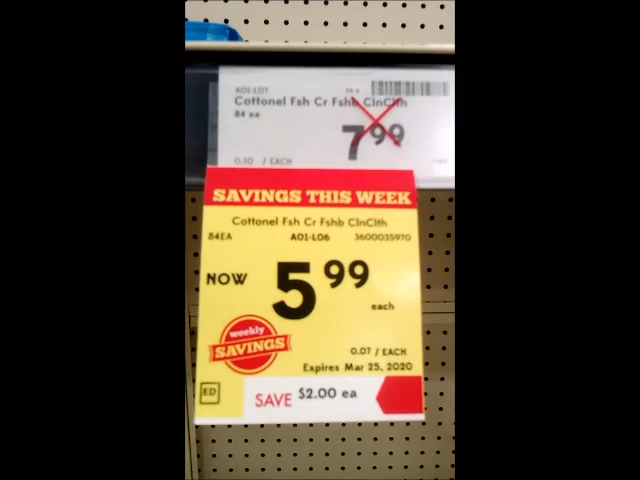 A01-L07
Cottonel Fsh Cr Fshb ClnClth
84 ea
7 99
0.10 / EACH
SAVINGS THIS WEEK
Cottonel Fsh Cr Fshb ClnClth
84EA A01-L06 3600035970
NOW 5 99 each
weekly
SAVINGS
0.07 / EACH
Expires Mar 25, 2020
ED
SAVE $2.00 ea